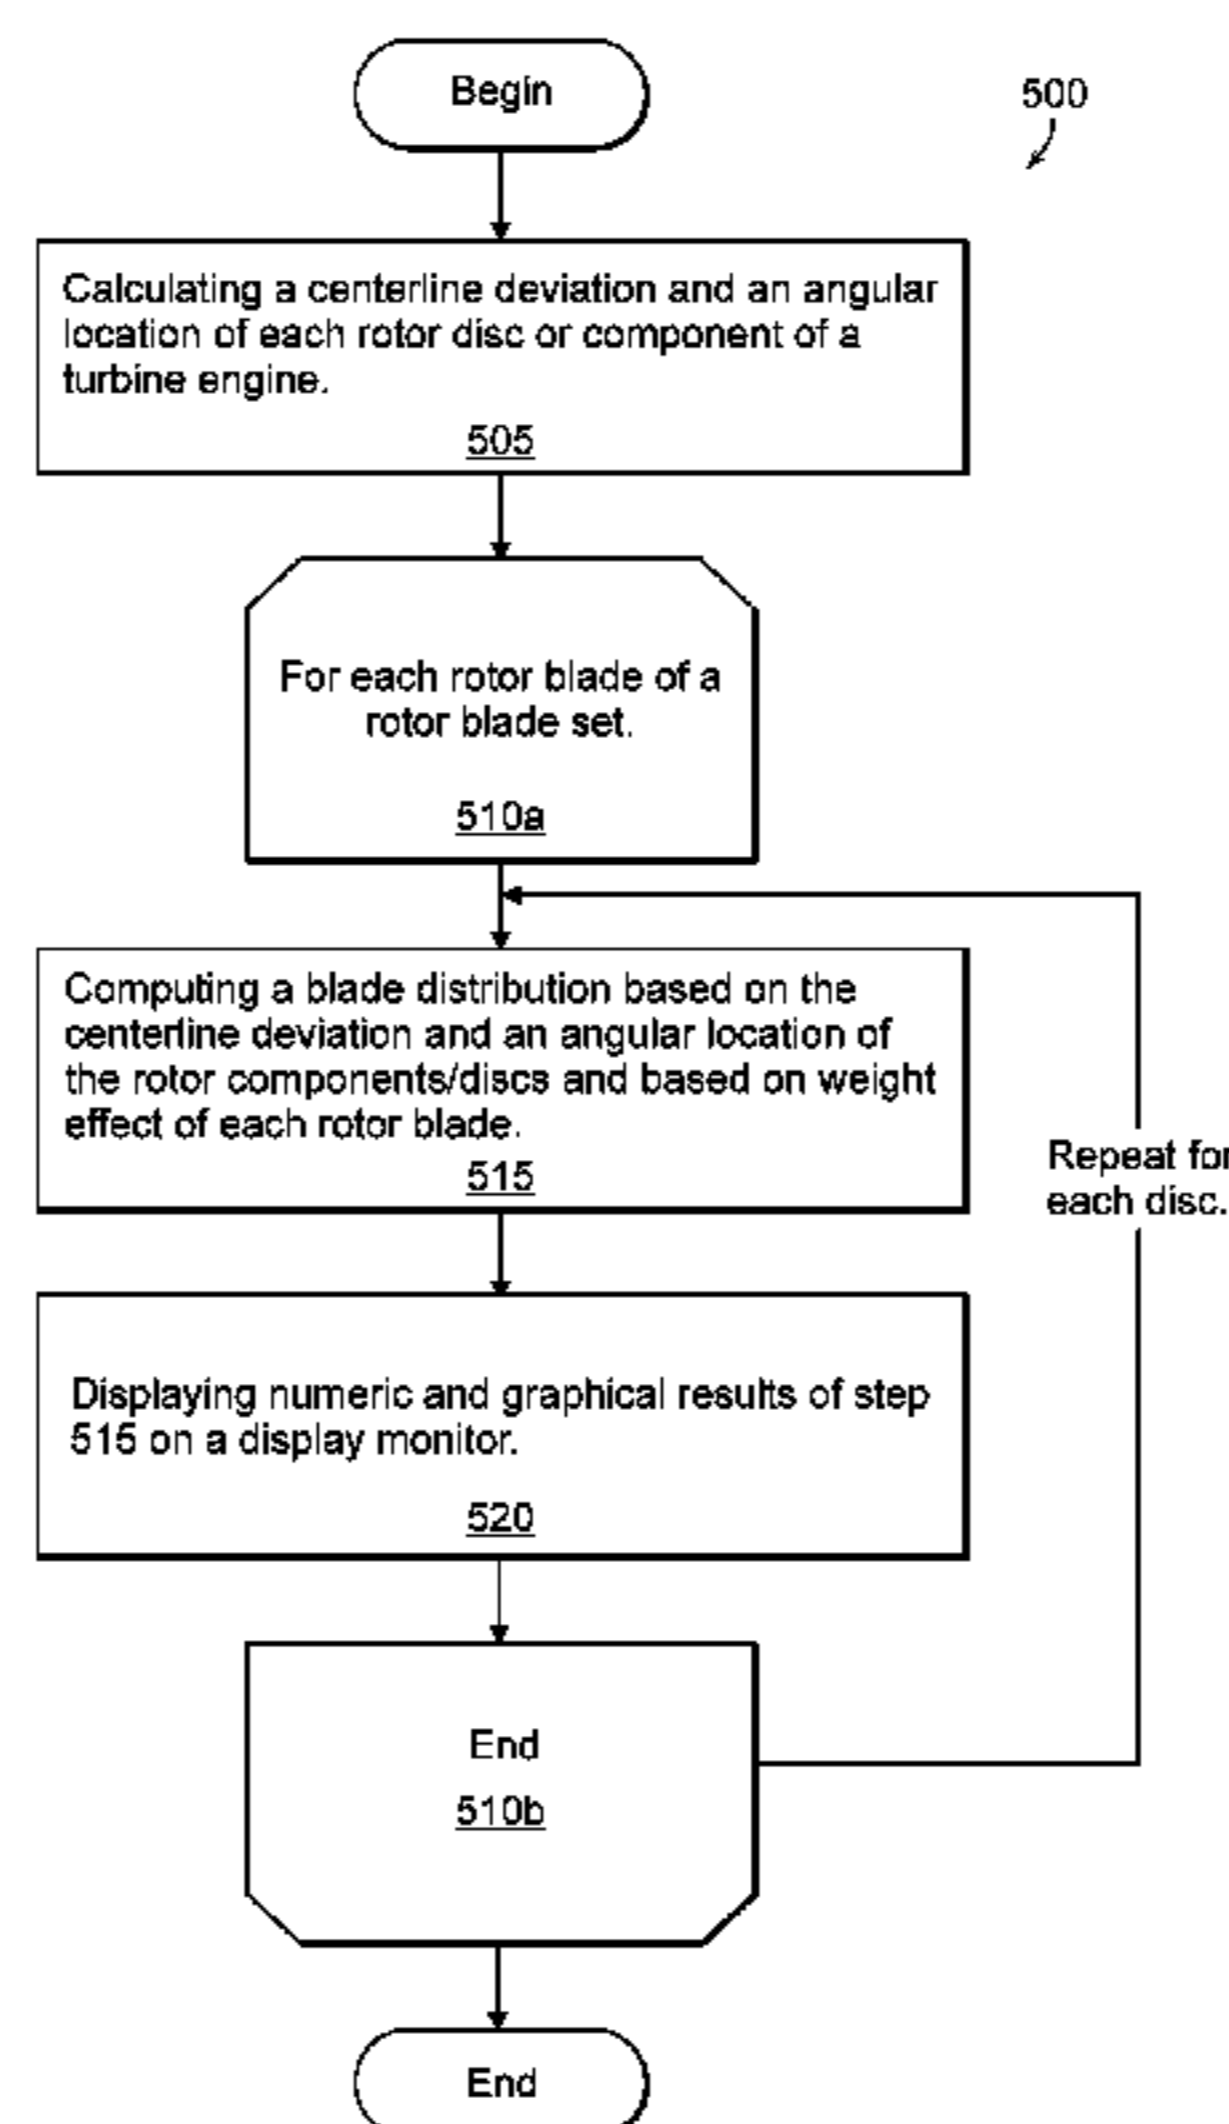 Begin
500
Calculating a centerline deviation and an angular
location of each rotor disc or component of a
turbine engine.
505
For each rotor blade of a
rotor blade set.
510a
Computing a blade distribution based on the
centerline deviation and an angular location of
the rotor components/discs and based on weight
effect of each rotor blade.
515
Repeat for
each disc.
Displaying numeric and graphical results of step
515 on a display monitor.
520
End
510b
End